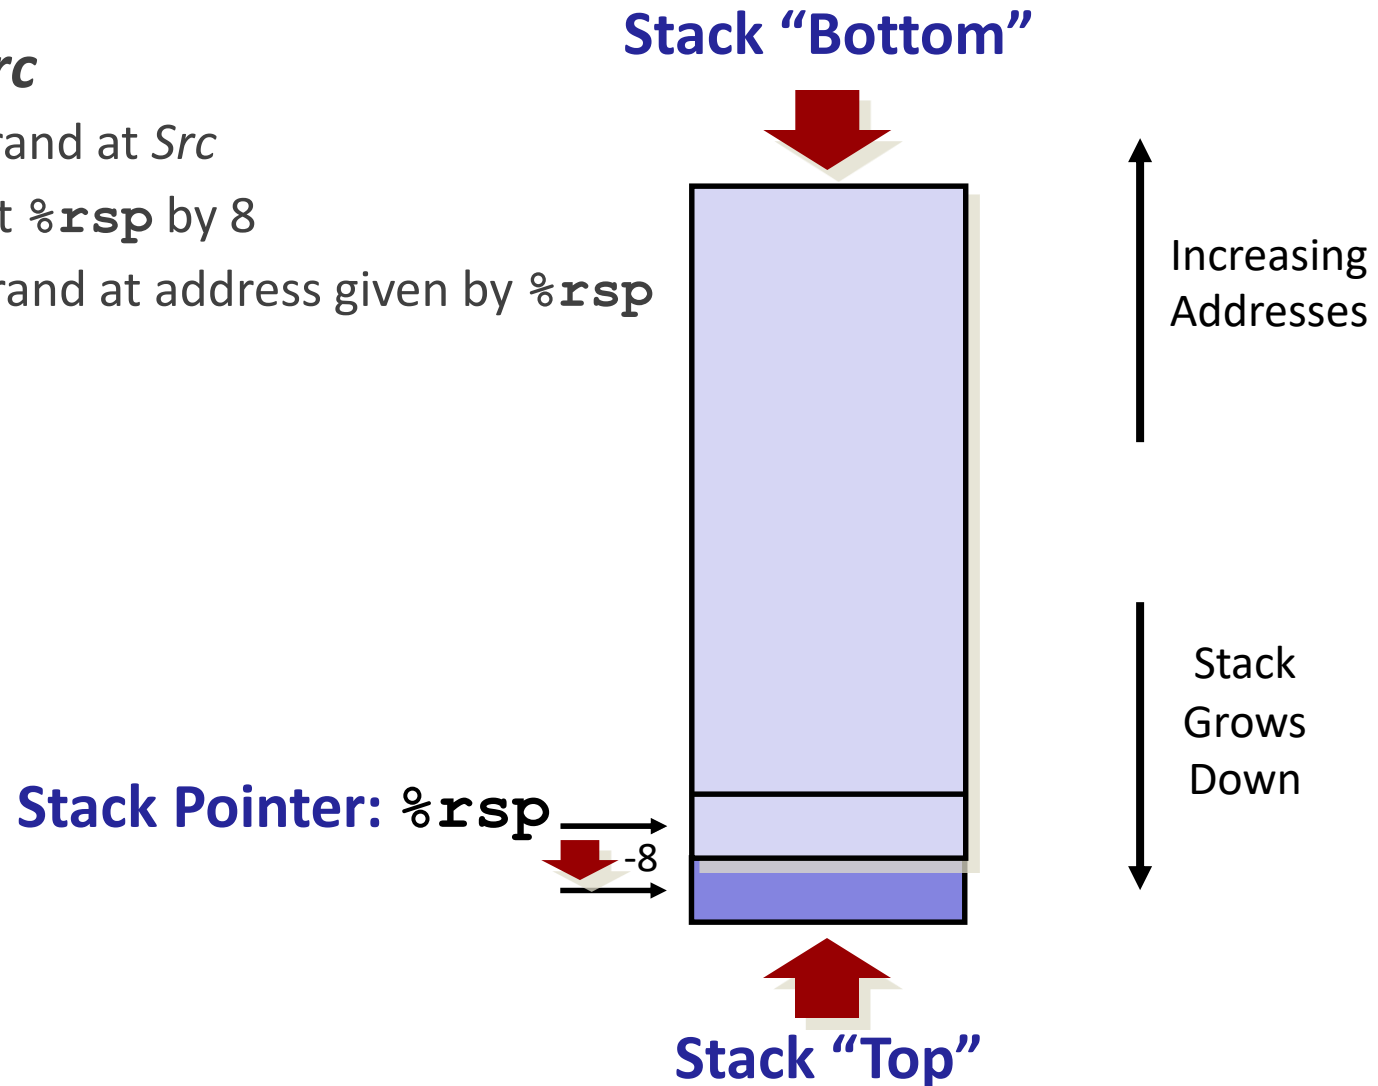 Stack “Bottom”
rc
rand at Src
t %rsp by 8
rand at address given by %rsp
Increasing
Addresses
Stack
Grows
Down
Stack Pointer: %rsp
-8
Stack “Top”